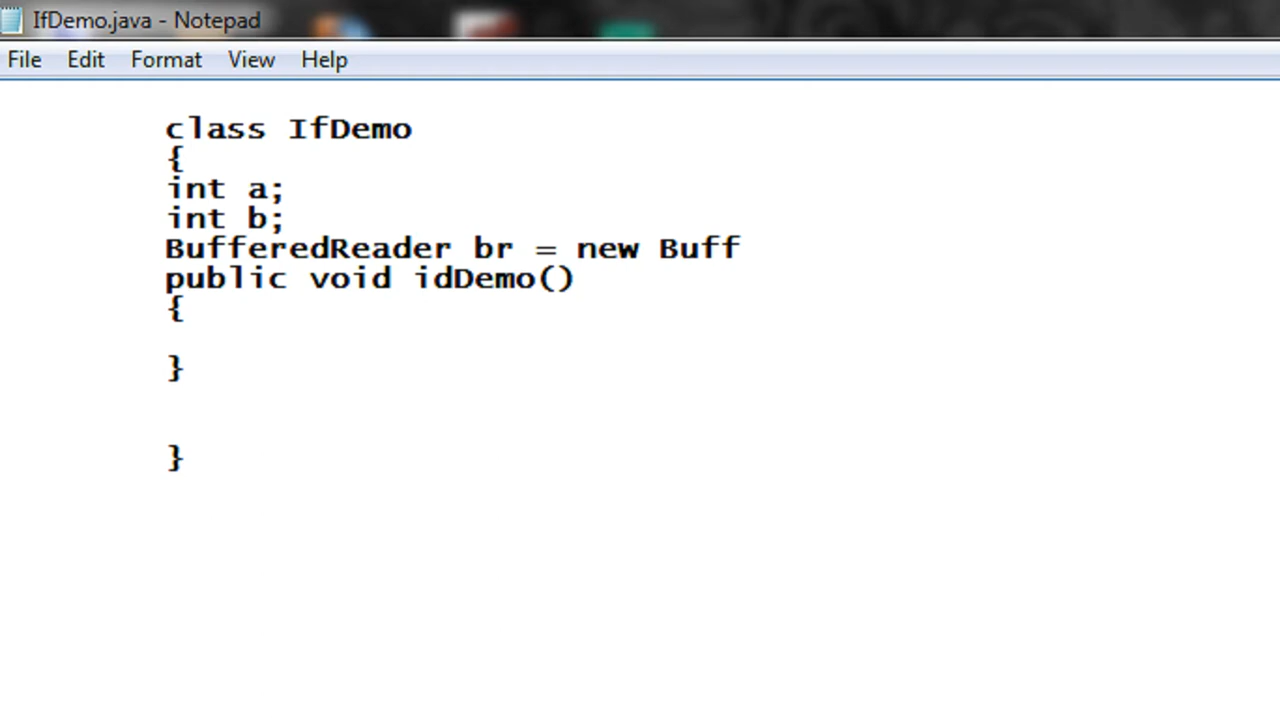 IfDemo.java - Notepad
File Edit Format View Help
class IfDemo
{
int a;
int b;
BufferedReader br = new Buff
public void idDemo()
{
}
}